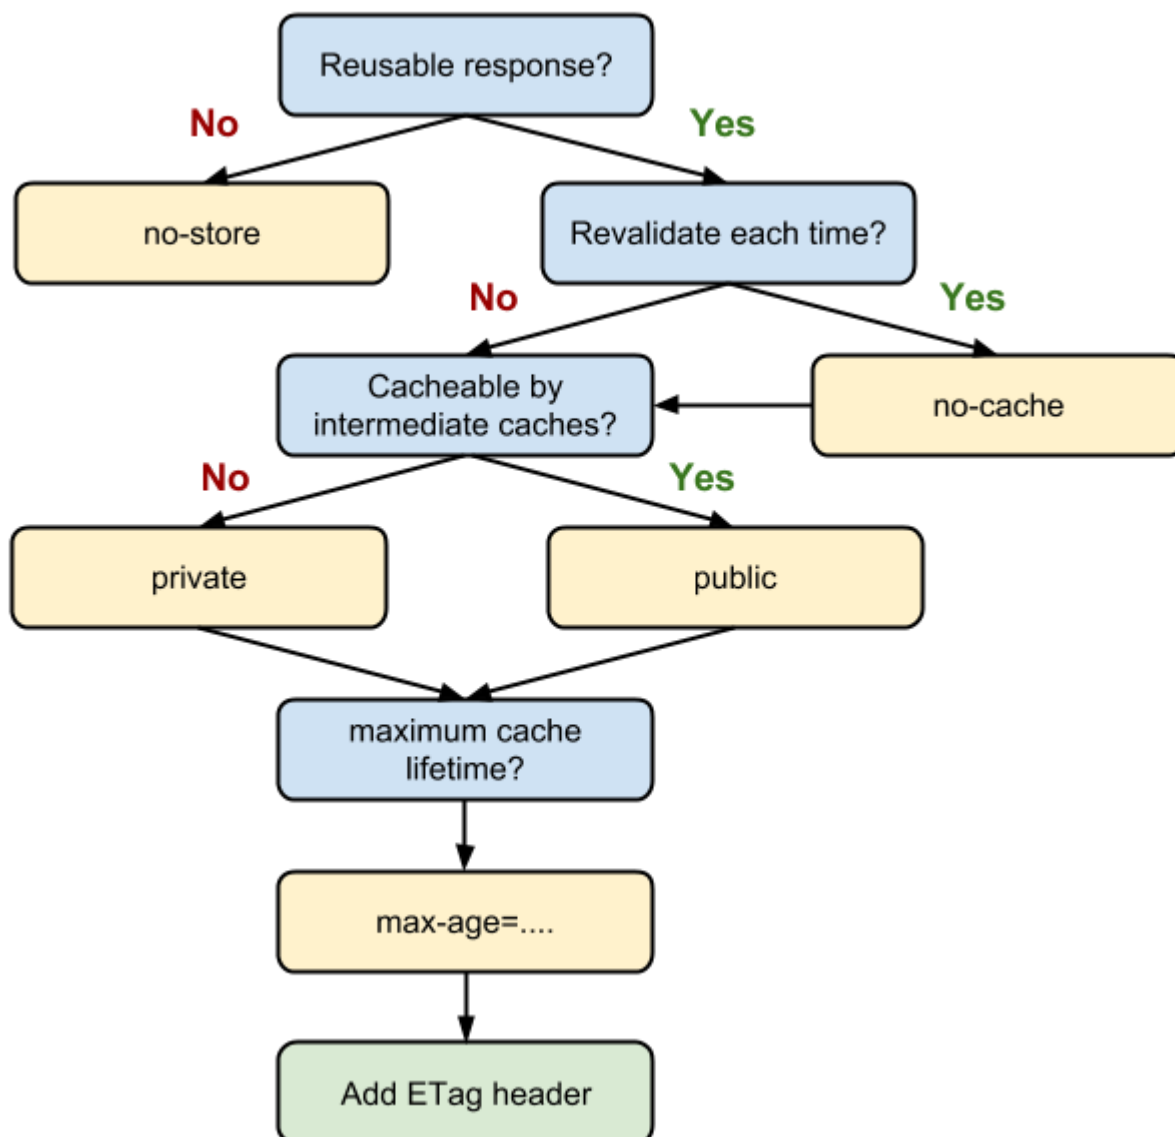 Reusable response?
No
Yes
no-store
Revalidate each time?
No
Yes
Cacheable by
intermediate caches?
no-cache
No
Yes
private
public
maximum cache
lifetime?
max-age=....
Add ETag header